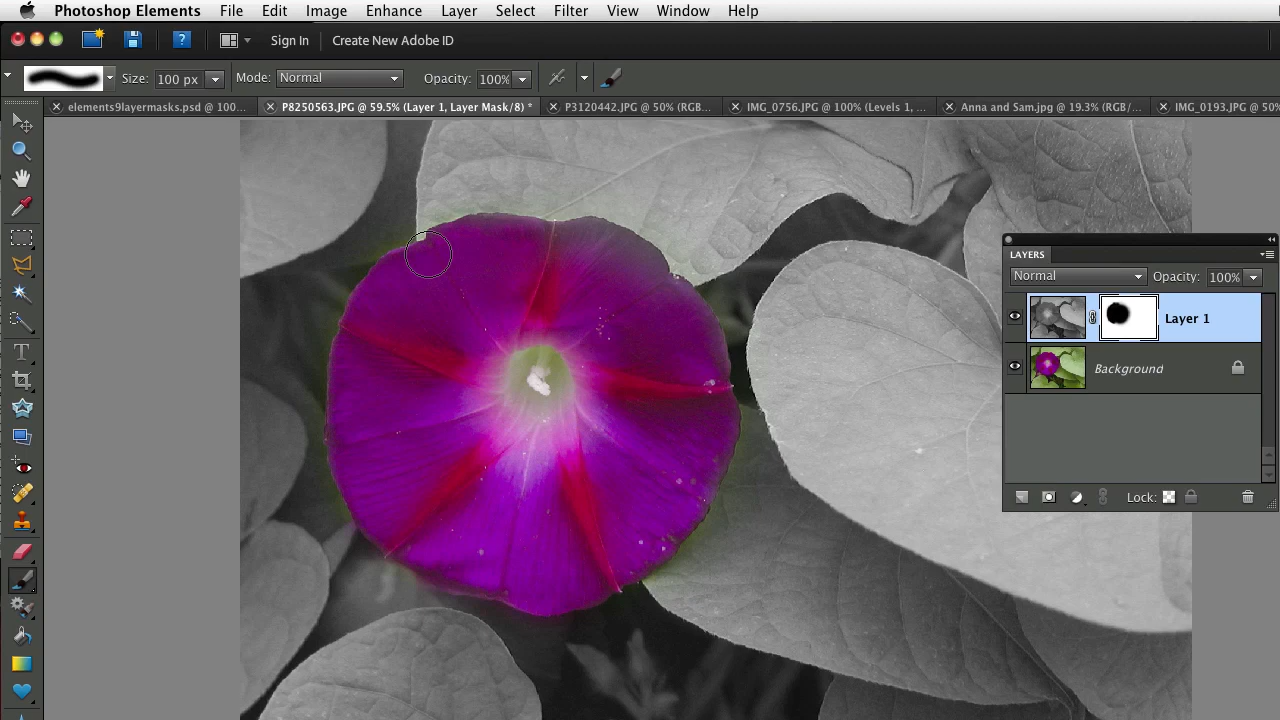 Photoshop Elements File Edit Image Enhance Layer Select Filter View Window Help
? Sign In Create New Adobe ID
Size: 100 px Mode: Normal Opacity: 100%
elements9layermasks.psd @ 100... P8250563.JPG @ 59.5% (Layer 1, Layer Mask/8) * P3120442.JPG @ 50% (RGB... IMG_0756.JPG @ 100% (Levels 1, ... Anna and Sam.jpg @ 19.3% (RGB/... IMG_0193.JPG @ 50%
LAYERS
Normal Opacity: 100%
Layer 1
Background
Lock:
T